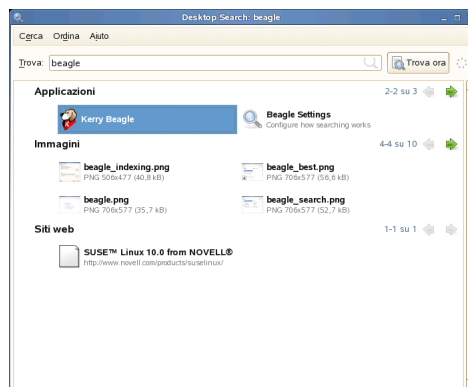 Desktop Search: beagle
Cerca Ordina Aiuto
Trova: beagle Trova ora
Applicazioni 2-2 su 3
Kerry Beagle
Beagle Settings
Configure how searching works
Immagini 4-4 su 10
beagle_indexing.png
PNG 506x477 (40,8 kB)
beagle_best.png
PNG 706x577 (56,6 kB)
beagle.png
PNG 706x577 (35,7 kB)
beagle_search.png
PNG 706x577 (52,7 kB)
Siti web 1-1 su 1
SUSE™ Linux 10.0 from NOVELL®
http://www.novell.com/products/suselinux/